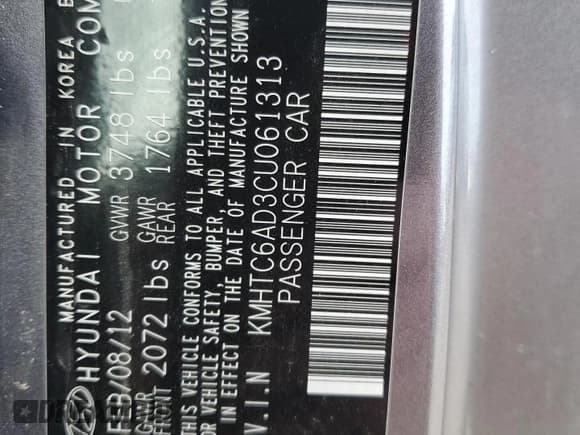 MANUFACTURED IN KOREA B
HYUNDAI MOTOR COM
FEB/08/12 GVWR 3748 lbs
GAWR FRONT 2072 lbs GAWR REAR 1764 lbs
THIS VEHICLE CONFORMS TO ALL APPLICABLE U.S.A.
VEHICLE SAFETY, BUMPER, AND THEFT PREVENTION
IN EFFECT ON THE DATE OF MANUFACTURE SHOWN
V.I.N KMHTC6AD3CU061313
PASSENGER CAR